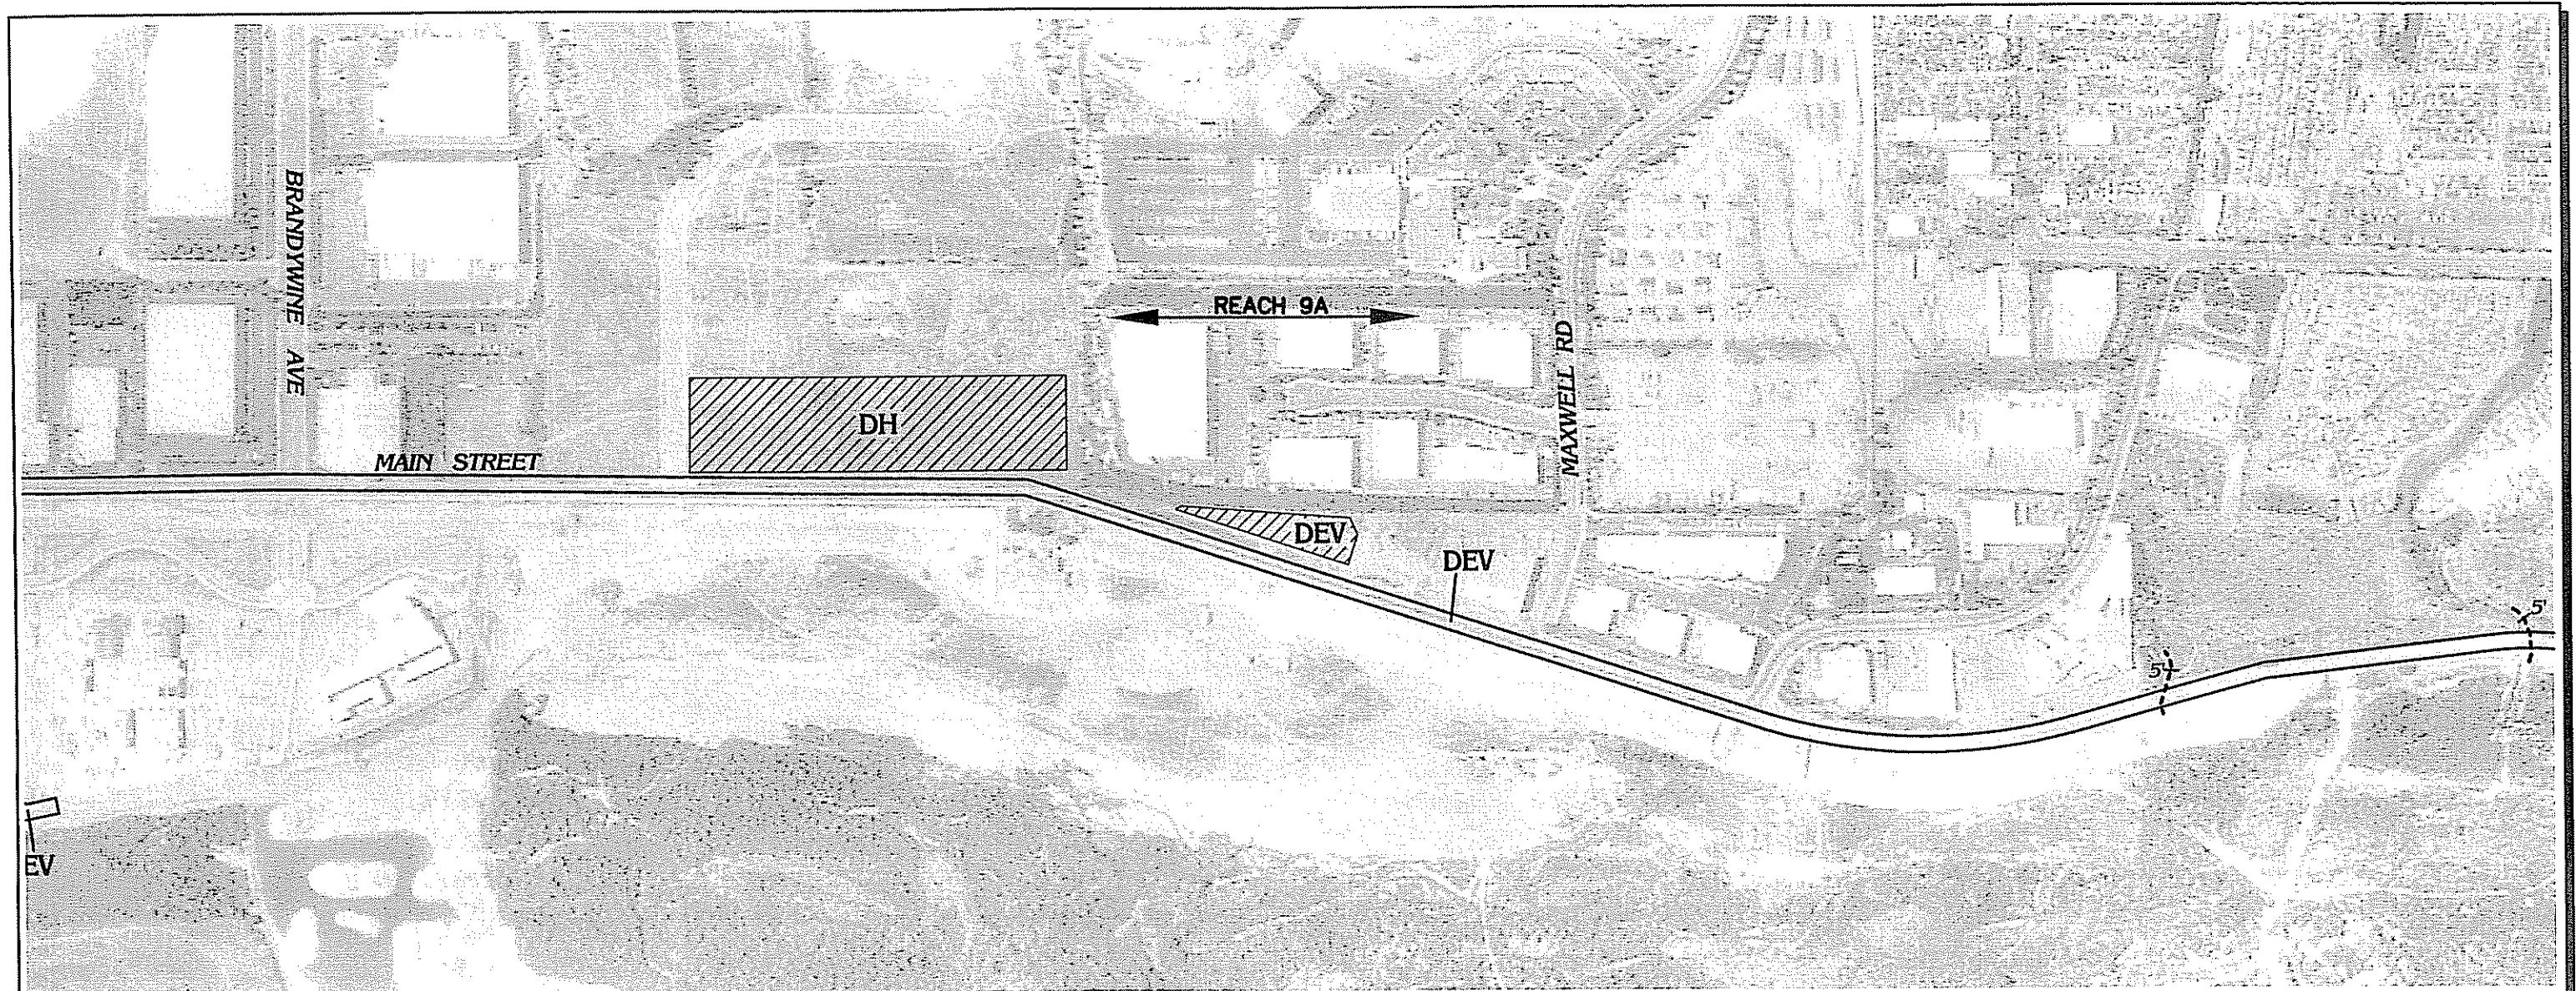 BRANDYWINE AVE
REACH 9A
MAXWELL RD
DH
MAIN STREET
DEV
DEV
5'
5'
EV